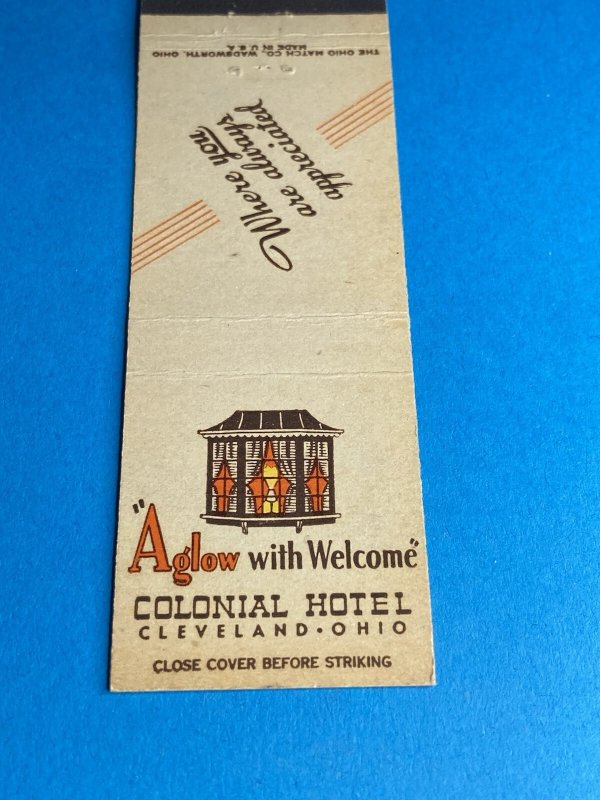 THE OHIO MATCH CO., WADSWORTH, OHIO
MADE IN U.S.A.
Where you
are always
appreciated
"Aglow with Welcome"
COLONIAL HOTEL
CLEVELAND·OHIO
CLOSE COVER BEFORE STRIKING